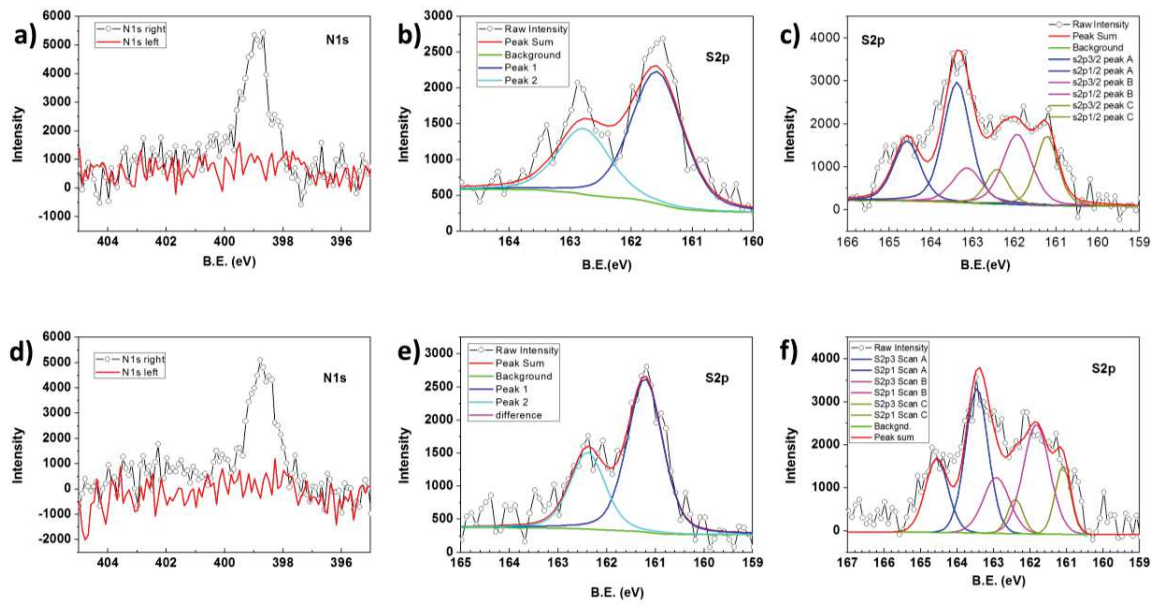 a)
6000
5000
4000
3000
2000
1000
0
-1000
Intensity
N1s right
N1s left
N1s
404 402 400 398 396
B.E. (eV)
b)
3000
2500
2000
1500
1000
500
0
Intensity
Raw Intensity
Peak Sum
Background
Peak 1
Peak 2
S2p
164 163 162 161 160
B.E.(eV)
c)
S2p
4000
3000
2000
1000
0
Intensity
Raw Intensity
Peak Sum
Background
s2p3/2 peak A
s2p1/2 peak A
s2p3/2 peak B
s2p1/2 peak B
s2p3/2 peak C
s2p1/2 peak C
166 165 164 163 162 161 160 159
B.E.(eV)
d)
6000
5000
4000
3000
2000
1000
0
-1000
-2000
Intensity
N1s right
N1s left
N1s
404 402 400 398 396
B.E. (eV)
e)
3000
2500
2000
1500
1000
500
0
Intensity
Raw Intensity
Peak Sum
Background
Peak 1
Peak 2
difference
S2p
165 164 163 162 161 160 159
B.E. (eV)
f)
4000
3000
2000
1000
0
Intensity
Raw Intensity
S2p3 Scan A
S2p1 Scan A
S2p3 Scan B
S2p1 Scan B
S2p3 Scan C
S2p1 Scan C
Backgnd.
Peak sum
S2p
167 166 165 164 163 162 161 160 159
B.E. (eV)